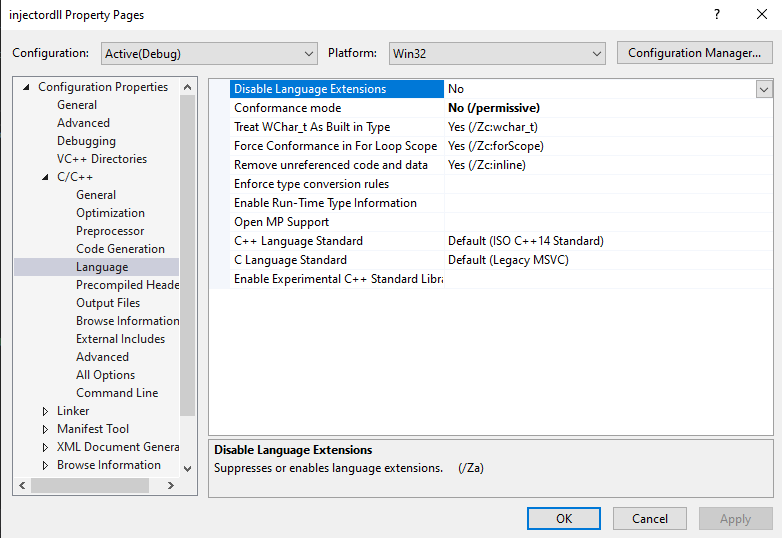 injectordll Property Pages
Configuration: Active(Debug) Platform: Win32 Configuration Manager...
Configuration Properties
General
Advanced
Debugging
VC++ Directories
C/C++
General
Optimization
Preprocessor
Code Generation
Language
Precompiled Heade
Output Files
Browse Information
External Includes
Advanced
All Options
Command Line
Linker
Manifest Tool
XML Document Genera
Browse Information
Disable Language Extensions No
Conformance mode No (/permissive)
Treat WChar_t As Built in Type Yes (/Zc:wchar_t)
Force Conformance in For Loop Scope Yes (/Zc:forScope)
Remove unreferenced code and data Yes (/Zc:inline)
Enforce type conversion rules
Enable Run-Time Type Information
Open MP Support
C++ Language Standard Default (ISO C++14 Standard)
C Language Standard Default (Legacy MSVC)
Enable Experimental C++ Standard Libra
Disable Language Extensions
Suppresses or enables language extensions. (/Za)
OK Cancel Apply